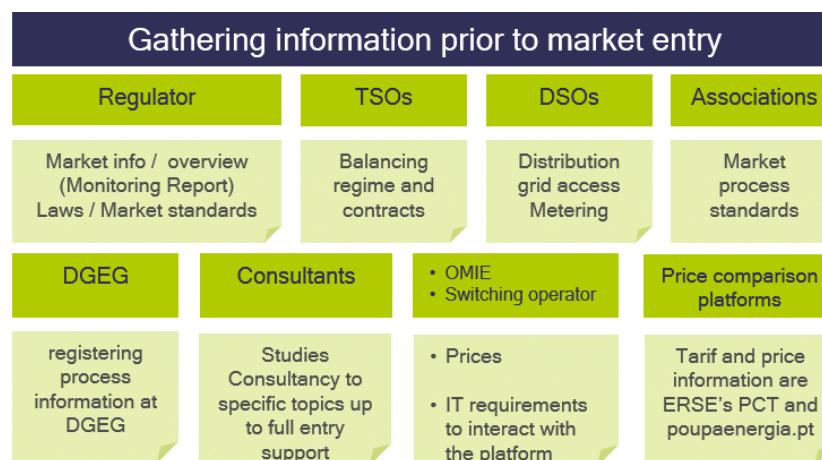 Gathering information prior to market entry
Regulator
TSOs
DSOs
Associations
Market info / overview
(Monitoring Report)
Laws / Market standards
Balancing
regime and
contracts
Distribution
grid access
Metering
Market
process
standards
DGEG
Consultants
• OMIE
• Switching operator
Price comparison
platforms
registering
process
information at
DGEG
Studies
Consultancy to
specific topics up
to full entry
support
• Prices
• IT requirements
to interact with
the platform
Tarif and price
information are
ERSE's PCT and
poupaenergia.pt